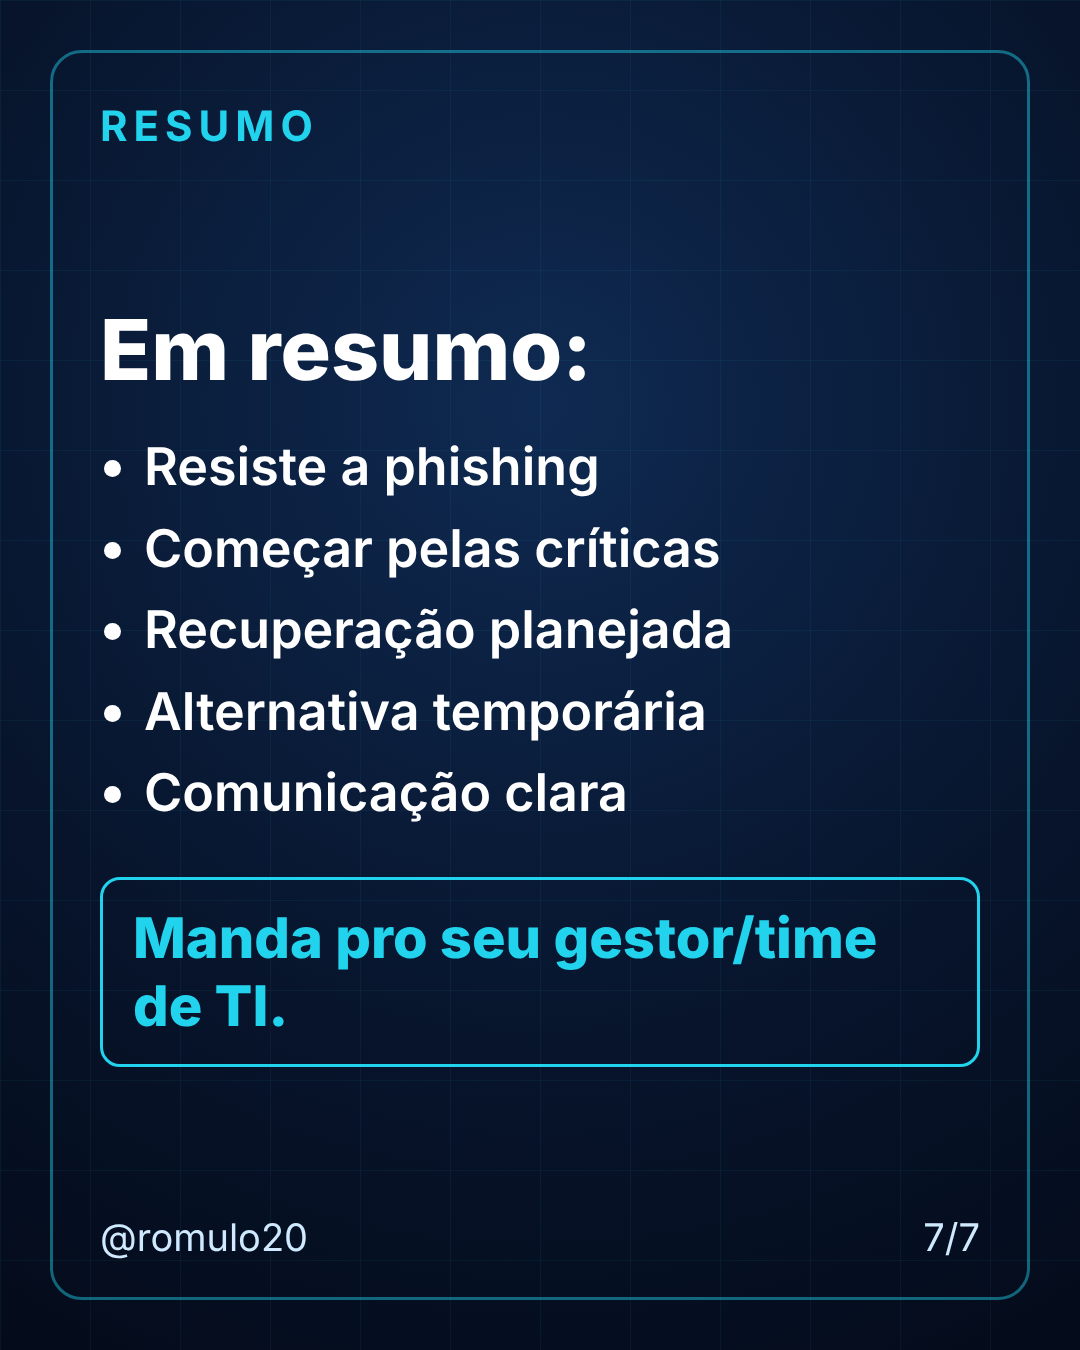 RESUMO
Em resumo:
• Resiste a phishing
• Começar pelas críticas
• Recuperação planejada
• Alternativa temporária
• Comunicação clara
Manda pro seu gestor/time
de TI.
@romulo20
7/7